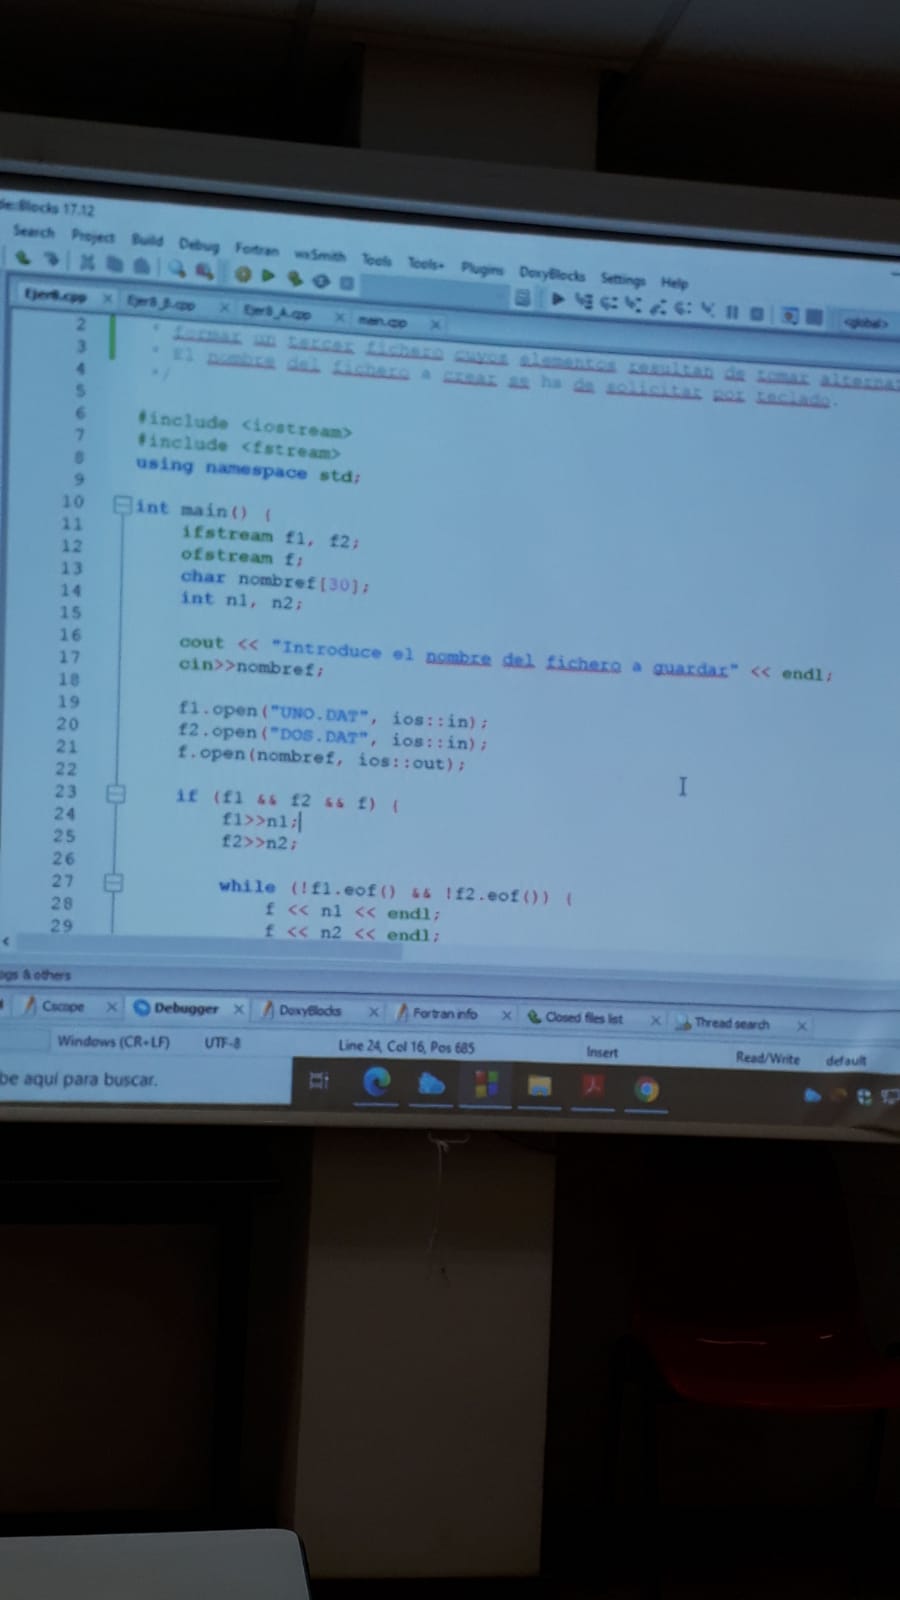 de::Blocks 17.12
Search Project Build Debug Fortran wxSmith Tools Tools+ Plugins DoxyBlocks Settings Help
<global>
Ejer8.cpp × Ejer8_B.cpp × Ejer8_A.cpp × main.cpp ×
2 * formar un tercer fichero cuyos elementos resultan de tomar alterna
3 * El nombre del fichero a crear se ha de solicitar por teclado.
4 */
5
6 #include <iostream>
7 #include <fstream>
8 using namespace std;
9
10 int main() {
11 ifstream f1, f2;
12 ofstream f;
13 char nombref[30];
14 int n1, n2;
15
16 cout << "Introduce el nombre del fichero a guardar" << endl;
17 cin>>nombref;
18
19 f1.open("UNO.DAT", ios::in);
20 f2.open("DOS.DAT", ios::in);
21 f.open(nombref, ios::out);
22
23 if (f1 && f2 && f) {
24 f1>>n1;
25 f2>>n2;
26
27 while (!f1.eof() && !f2.eof()) {
28 f << n1 << endl;
29 f << n2 << endl;
ogs & others
Cscope × Debugger × DoxyBlocks × Fortran info × Closed files list × Thread search ×
Windows (CR+LF) UTF-8 Line 24, Col 16, Pos 685 Insert Read/Write default
be aquí para buscar.